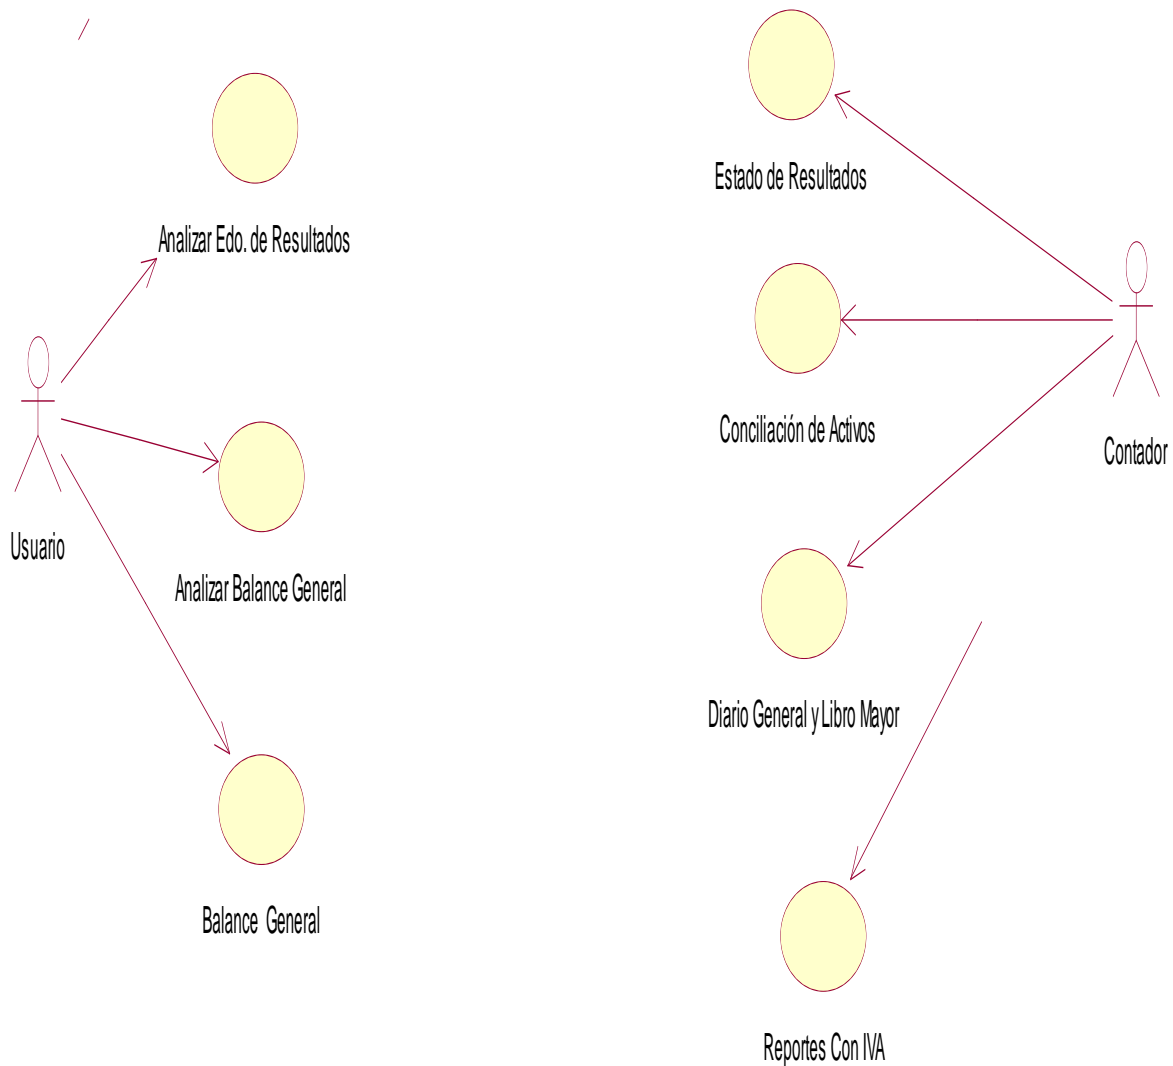 Analizar Edo. de Resultados
Usuario
Analizar Balance General
Balance General
Estado de Resultados
Conciliación de Activos
Contador
Diario General y Libro Mayor
Reportes Con IVA